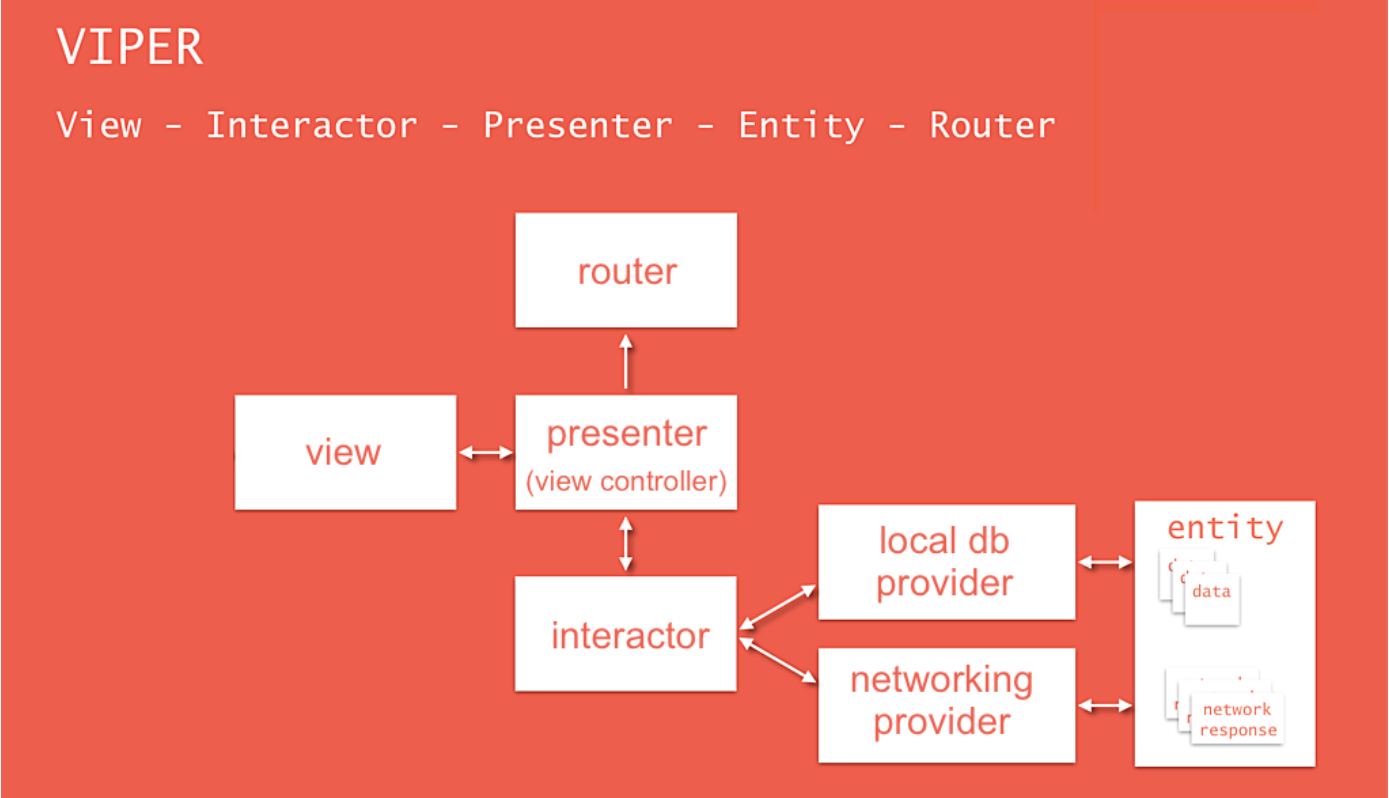 VIPER
View - Interactor - Presenter - Entity - Router
router
view
presenter
(view controller)
interactor
local db
provider
networking
provider
entity
data
network
response